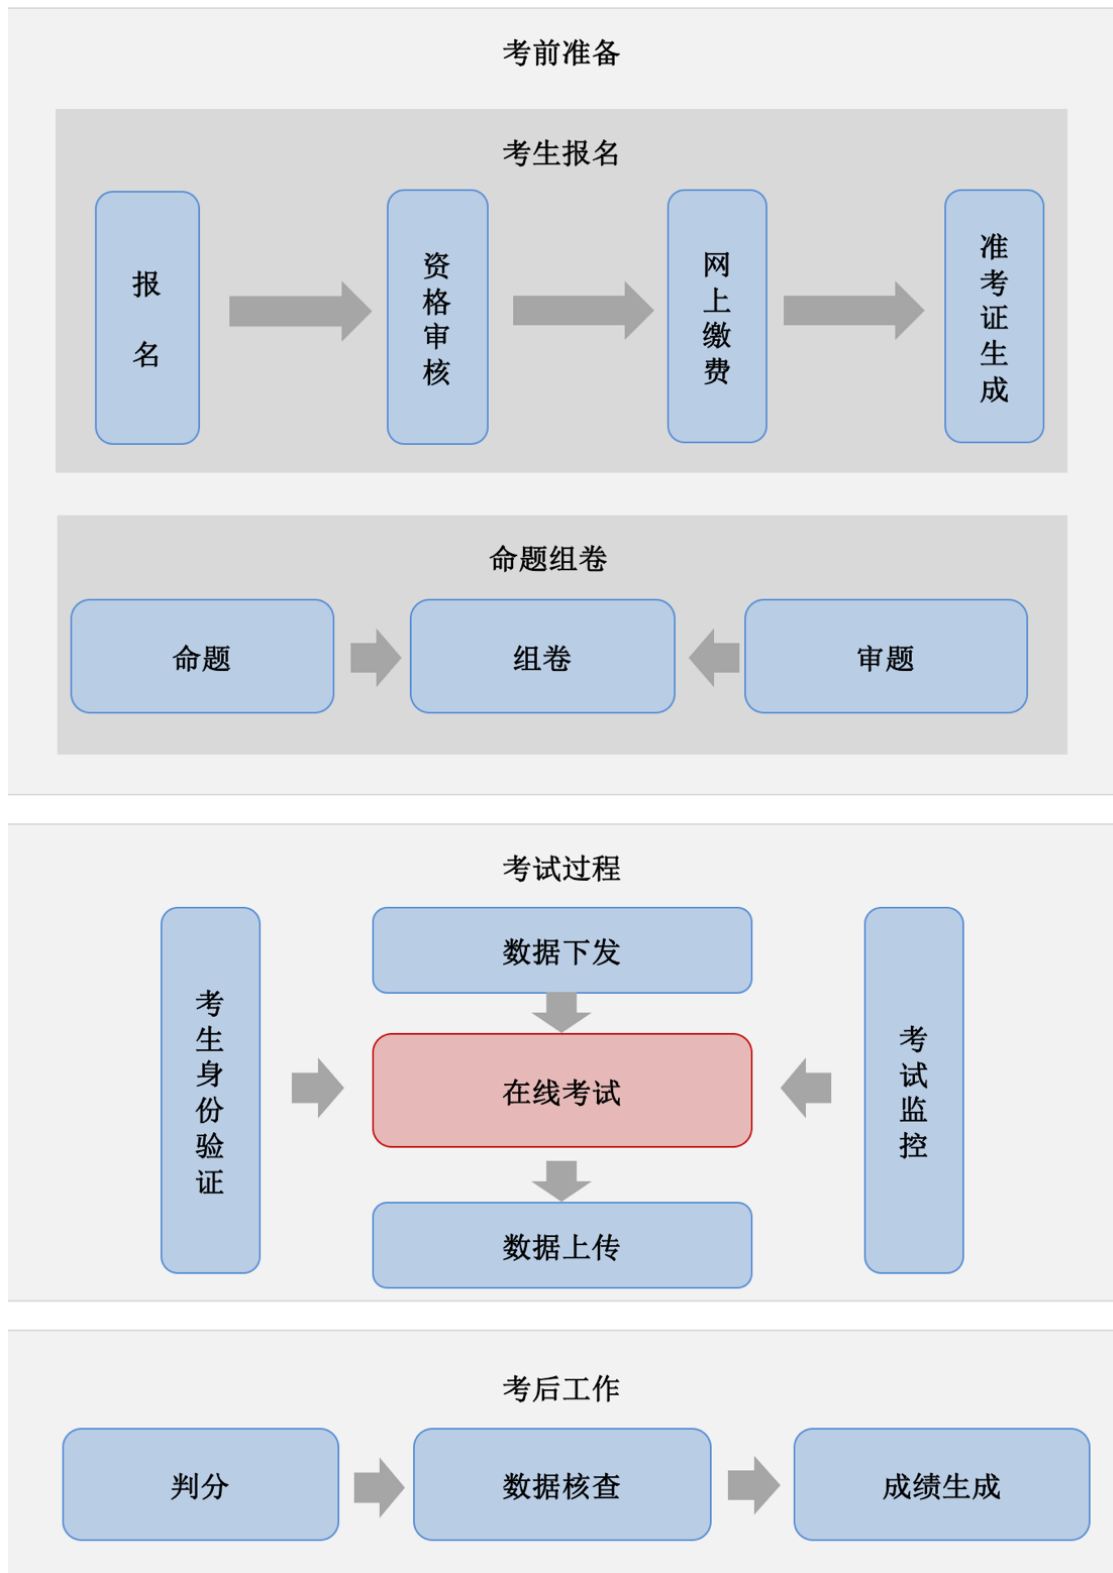 考前准备
考生报名
报名
资格审核
网上缴费
准考证生成
命题组卷
命题
组卷
审题
考试过程
考生身份验证
数据下发
在线考试
数据上传
考试监控
考后工作
判分
数据核查
成绩生成